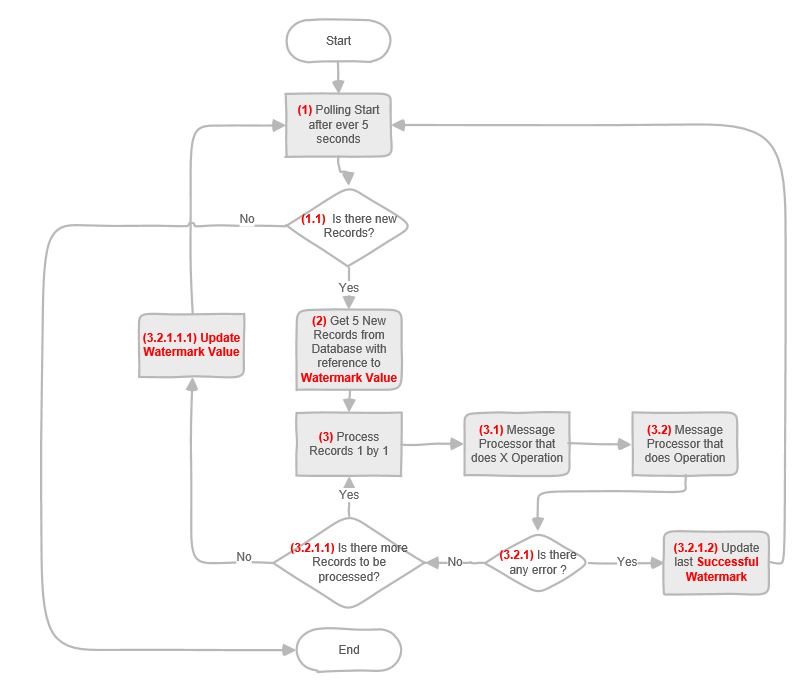 Start
(1) Polling Start
after ever 5
seconds
No
(1.1) Is there new
Records?
Yes
(3.2.1.1.1) Update
Watermark Value
(2) Get 5 New
Records from
Database with
reference to
Watermark Value
(3) Process
Records 1 by 1
(3.1) Message
Processor that
does X Operation
(3.2) Message
Processor that
does Operation
Yes
No
(3.2.1.1) Is there more
Records to be
processed?
No
(3.2.1) Is there
any error ?
Yes
(3.2.1.2) Update
last Successful
Watermark
End